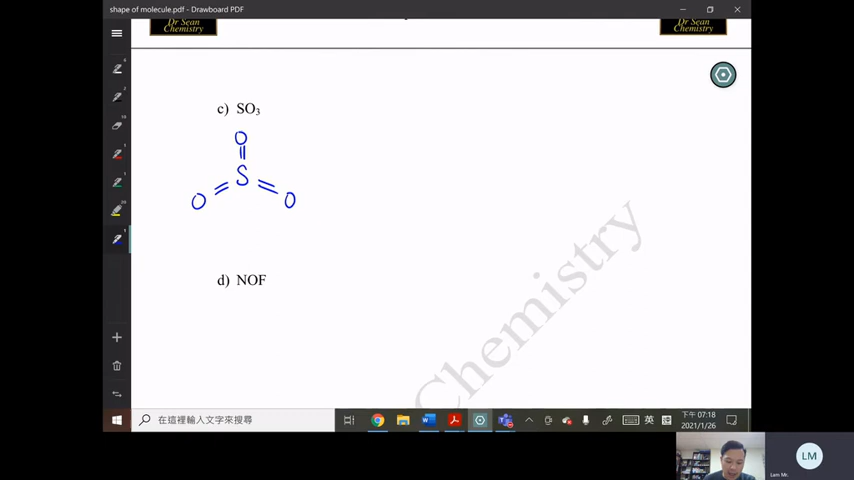 shape of molecule.pdf - Drawboard PDF
Dr Sean
Chemistry
Dr Sean
Chemistry
c) SO₃
O
S
O O
d) NOF
Chemistry
在這裡輸入文字來搜尋
英
下午 07:18
2021/1/26
LM
Lam Mr.